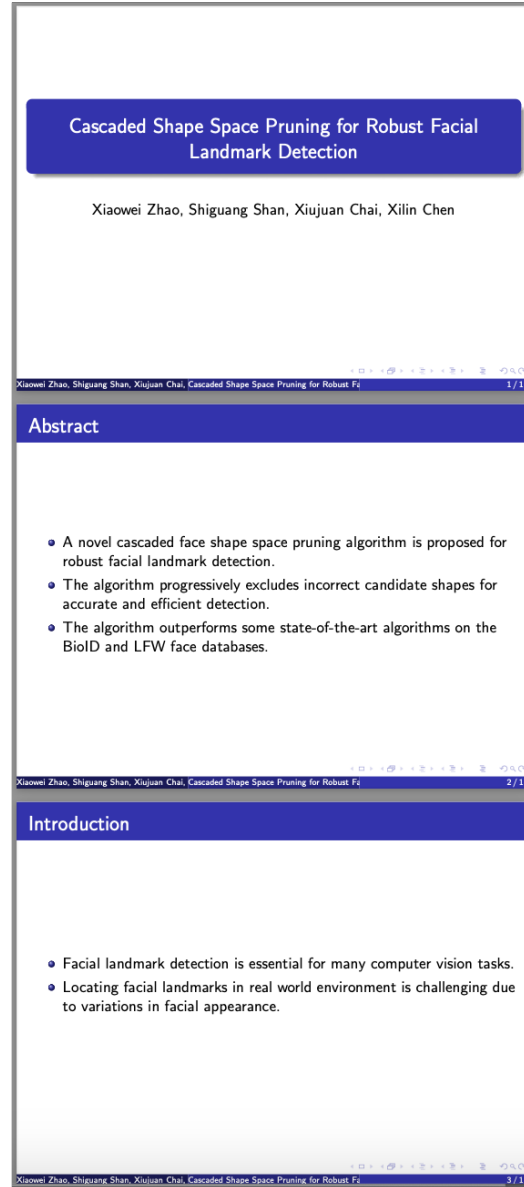 Cascaded Shape Space Pruning for Robust Facial
Landmark Detection
Xiaowei Zhao, Shiguang Shan, Xiujuan Chai, Xilin Chen
Xiaowei Zhao, Shiguang Shan, Xiujuan Chai, Cascaded Shape Space Pruning for Robust Fa
1 / 1
Abstract
A novel cascaded face shape space pruning algorithm is proposed for
robust facial landmark detection.
The algorithm progressively excludes incorrect candidate shapes for
accurate and efficient detection.
The algorithm outperforms some state-of-the-art algorithms on the
BioID and LFW face databases.
Xiaowei Zhao, Shiguang Shan, Xiujuan Chai, Cascaded Shape Space Pruning for Robust Fa
2 / 1
Introduction
Facial landmark detection is essential for many computer vision tasks.
Locating facial landmarks in real world environment is challenging due
to variations in facial appearance.
Xiaowei Zhao, Shiguang Shan, Xiujuan Chai, Cascaded Shape Space Pruning for Robust Fa
3 / 1